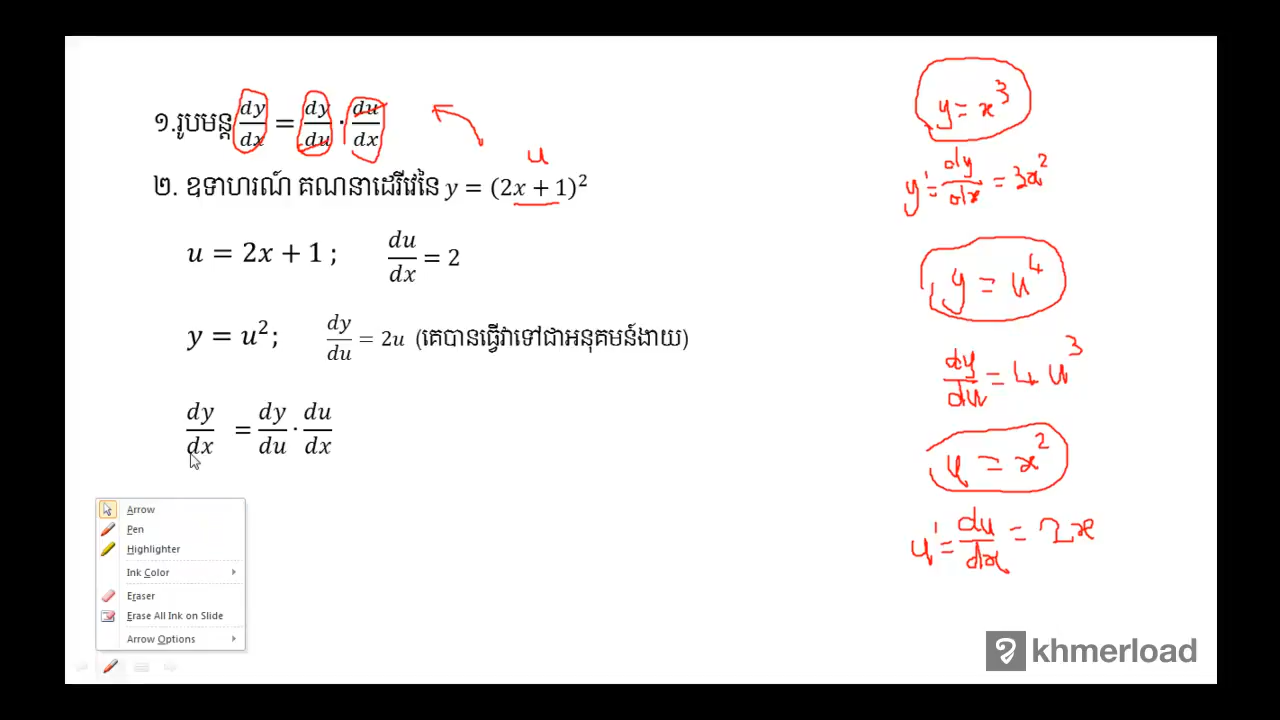 ១.រូបមន្ត dy/dx = dy/du · du/dx
u
២. ឧទាហរណ៍ គណនាដេរីវេនៃ y = (2x + 1)²
u = 2x + 1 ; du/dx = 2
y = u²; dy/du = 2u (គេបានធ្វើវាទៅជាអនុគមន៍ងាយ)
dy/dx = dy/du · du/dx
y = x³
y' = dy/dx = 3x²
y = u⁴
dy/du = 4u³
u = x²
u' = du/dx = 2x
Arrow
Pen
Highlighter
Ink Color
Eraser
Erase All Ink on Slide
Arrow Options
khmerload